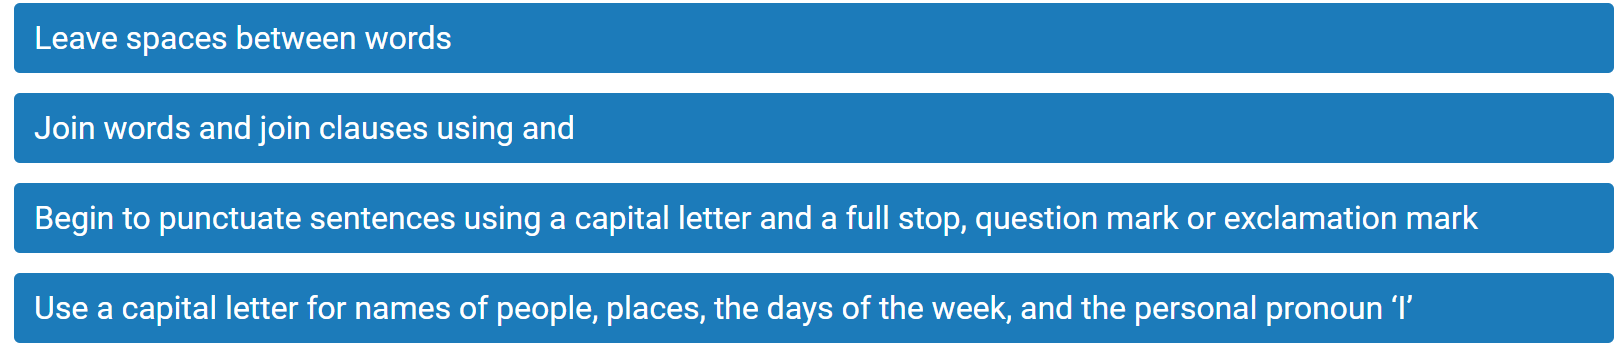 Leave spaces between words
Join words and join clauses using and
Begin to punctuate sentences using a capital letter and a full stop, question mark or exclamation mark
Use a capital letter for names of people, places, the days of the week, and the personal pronoun ‘I’